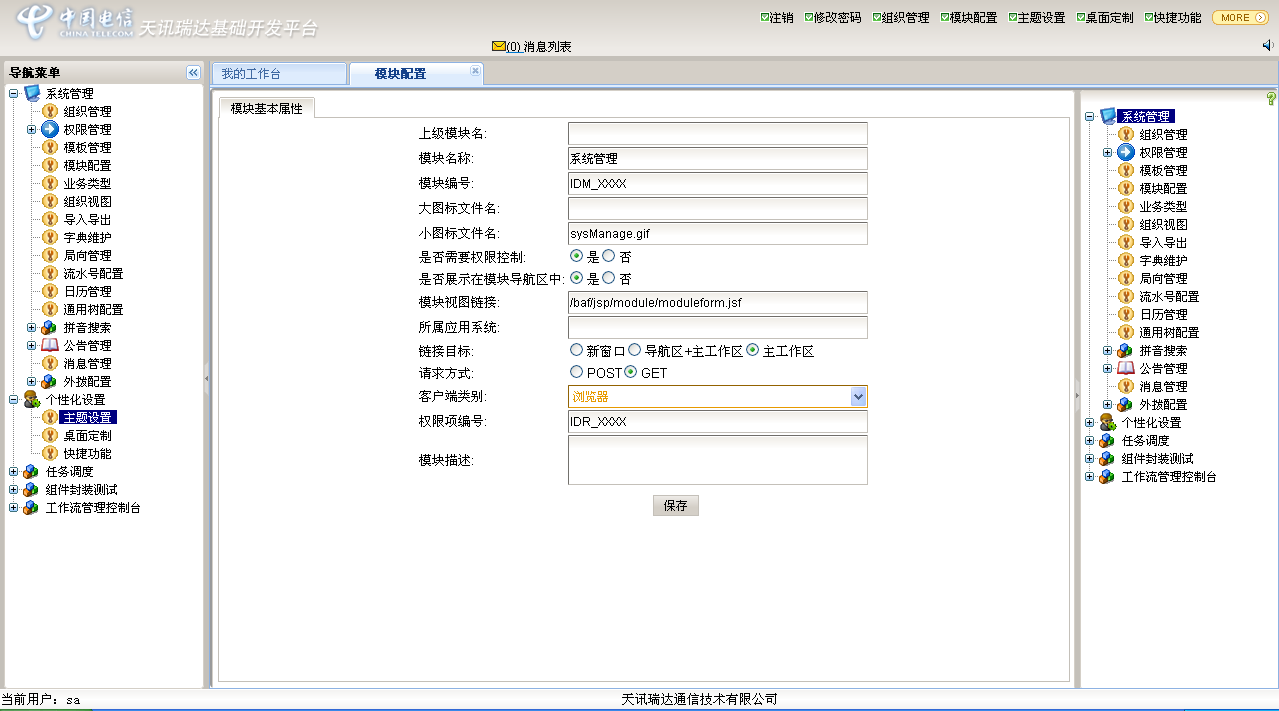 中国电信
CHINA TELECOM
天讯瑞达基础开发平台
注销 修改密码 组织管理 模块配置 主题设置 桌面定制 快捷功能 MORE
(0) 消息列表
导航菜单
系统管理
组织管理
权限管理
模板管理
模块配置
业务类型
组织视图
导入导出
字典维护
局向管理
流水号配置
日历管理
通用树配置
拼音搜索
公告管理
消息管理
外拨配置
个性化设置
主题设置
桌面定制
快捷功能
任务调度
组件封装测试
工作流管理控制台
我的工作台 模块配置
模块基本属性
上级模块名:
模块名称: 系统管理
模块编号: IDM_XXXX
大图标文件名:
小图标文件名: sysManage.gif
是否需要权限控制: 是 否
是否展示在模块导航区中: 是 否
模块视图链接: /baf/jsp/module/moduleform.jsf
所属应用系统:
链接目标: 新窗口 导航区+主工作区 主工作区
请求方式: POST GET
客户端类别: 浏览器
权限项编号: IDR_XXXX
模块描述:
保存
系统管理
组织管理
权限管理
模板管理
模块配置
业务类型
组织视图
导入导出
字典维护
局向管理
流水号配置
日历管理
通用树配置
拼音搜索
公告管理
消息管理
外拨配置
个性化设置
任务调度
组件封装测试
工作流管理控制台
当前用户: sa
天讯瑞达通信技术有限公司